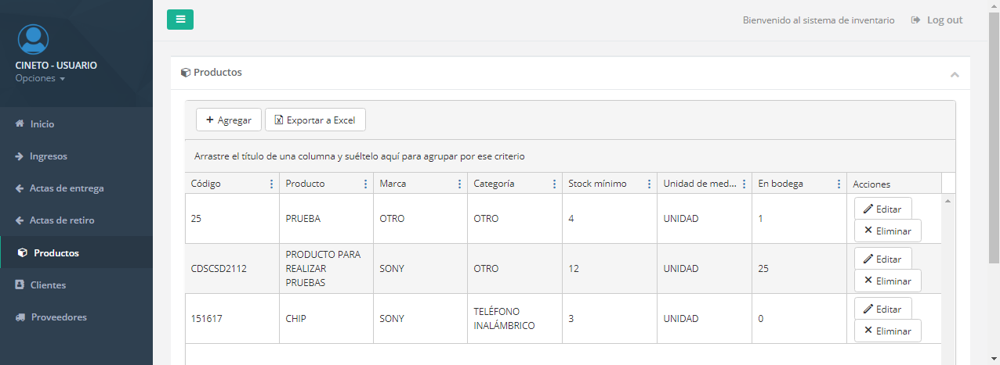 CINETO - USUARIO
Opciones
Inicio
Ingresos
Actas de entrega
Actas de retiro
Productos
Clientes
Proveedores
Bienvenido al sistema de inventario Log out
Productos
Agregar Exportar a Excel
Arrastre el título de una columna y suéltelo aquí para agrupar por ese criterio
Código Producto Marca Categoría Stock mínimo Unidad de med... En bodega Acciones
25 PRUEBA OTRO OTRO 4 UNIDAD 1 Editar
Eliminar
CDSCSD2112 PRODUCTO PARA REALIZAR PRUEBAS SONY OTRO 12 UNIDAD 25 Editar
Eliminar
151617 CHIP SONY TELÉFONO INALÁMBRICO 3 UNIDAD 0 Editar
Eliminar